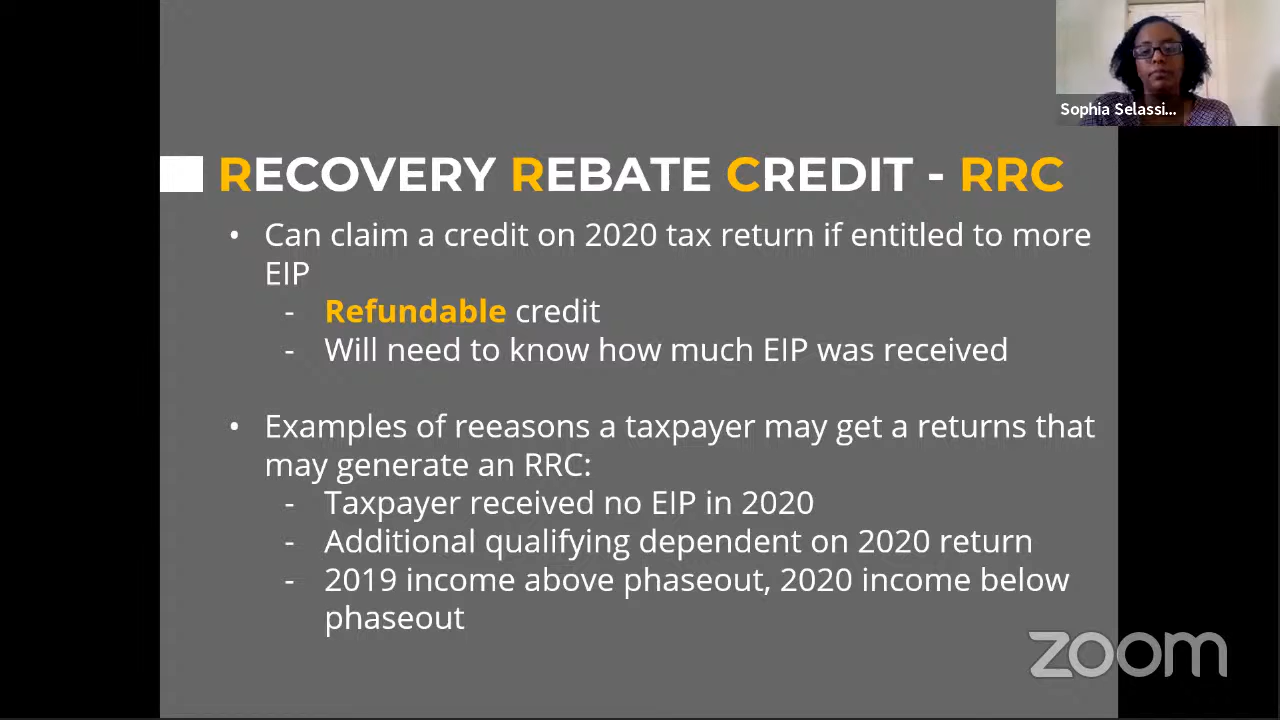 Sophia Selassi...
RECOVERY REBATE CREDIT - RRC
• Can claim a credit on 2020 tax return if entitled to more
EIP
- Refundable credit
- Will need to know how much EIP was received
• Examples of reeasons a taxpayer may get a returns that
may generate an RRC:
- Taxpayer received no EIP in 2020
- Additional qualifying dependent on 2020 return
- 2019 income above phaseout, 2020 income below
phaseout
zoom